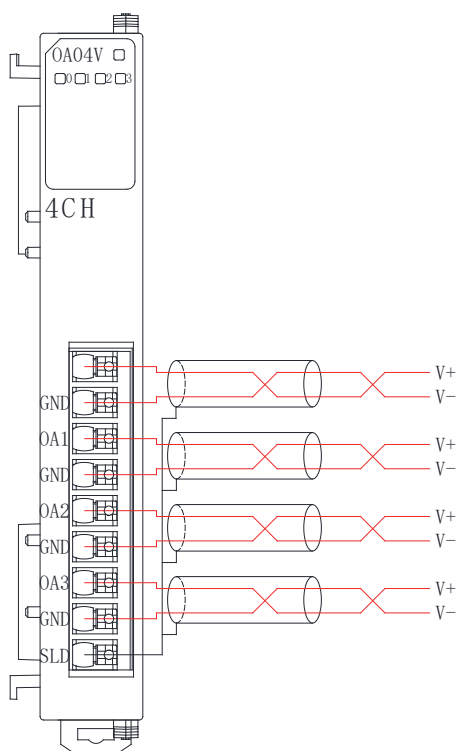 OA04V
0 1 2 3
4CH
V+
GND V-
OA1 V+
GND V-
OA2 V+
GND V-
OA3 V+
GND V-
SLD